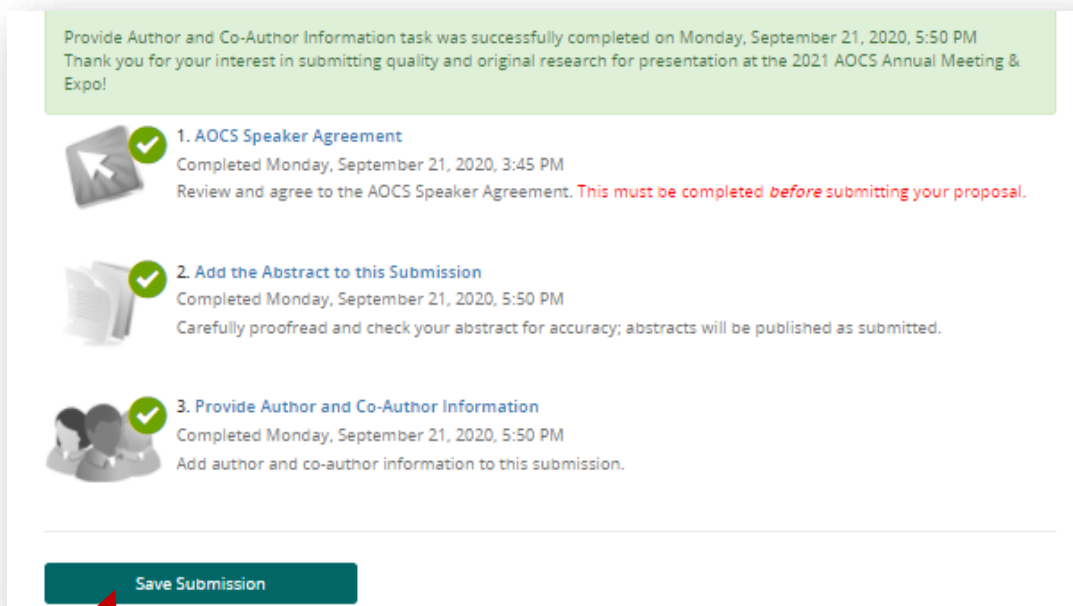 Provide Author and Co-Author Information task was successfully completed on Monday, September 21, 2020, 5:50 PM
Thank you for your interest in submitting quality and original research for presentation at the 2021 AOCS Annual Meeting &
Expo!
1. AOCS Speaker Agreement
Completed Monday, September 21, 2020, 3:45 PM
Review and agree to the AOCS Speaker Agreement. This must be completed before submitting your proposal.
2. Add the Abstract to this Submission
Completed Monday, September 21, 2020, 5:50 PM
Carefully proofread and check your abstract for accuracy; abstracts will be published as submitted.
3. Provide Author and Co-Author Information
Completed Monday, September 21, 2020, 5:50 PM
Add author and co-author information to this submission.
Save Submission